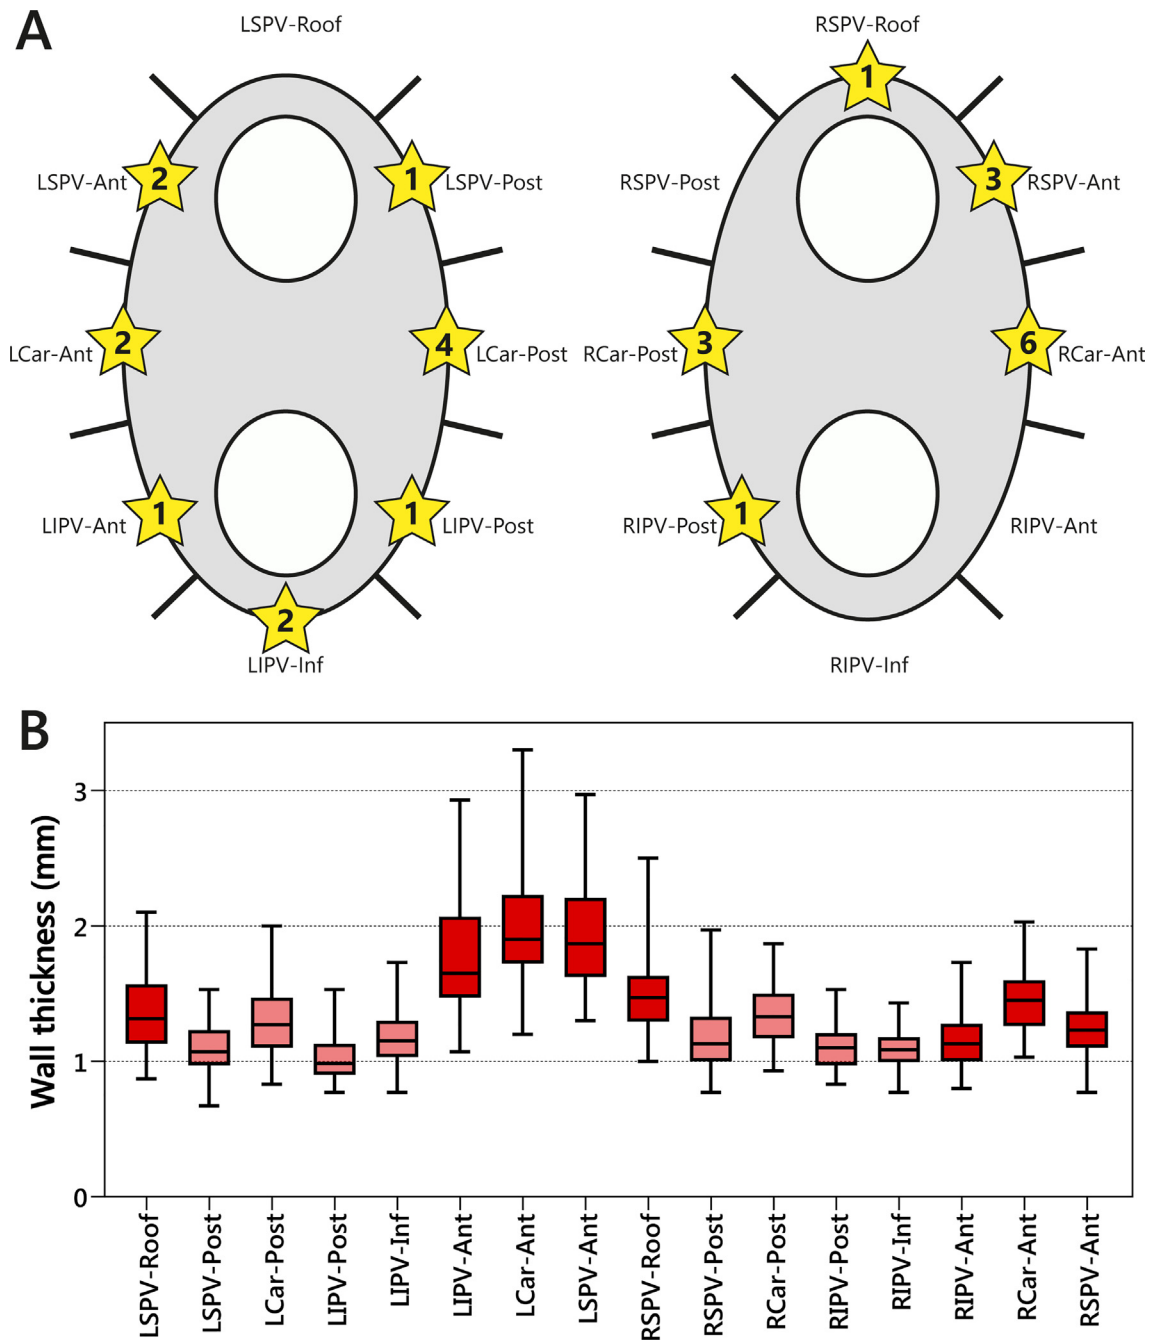 A
LSPV-Roof
RSPV-Roof
1
LSPV-Ant
2
1
LSPV-Post
RSPV-Post
3
RSPV-Ant
LCar-Ant
2
4
LCar-Post
RCar-Post
3
6
RCar-Ant
LIPV-Ant
1
1
LIPV-Post
RIPV-Post
1
RIPV-Ant
2
LIPV-Inf
RIPV-Inf
B
Wall thickness (mm)
3
2
1
0
LSPV-Roof
LSPV-Post
LCar-Post
LIPV-Post
LIPV-Inf
LIPV-Ant
LCar-Ant
LSPV-Ant
RSPV-Roof
RSPV-Post
RCar-Post
RIPV-Post
RIPV-Inf
RIPV-Ant
RCar-Ant
RSPV-Ant